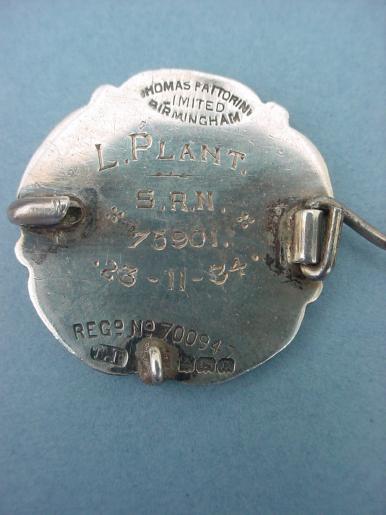 THOMAS FATTORINI
LIMITED
BIRMINGHAM
L. PLANT.
S.R.N.
75901.
23-11-34
REGD. No. 70094
T.F